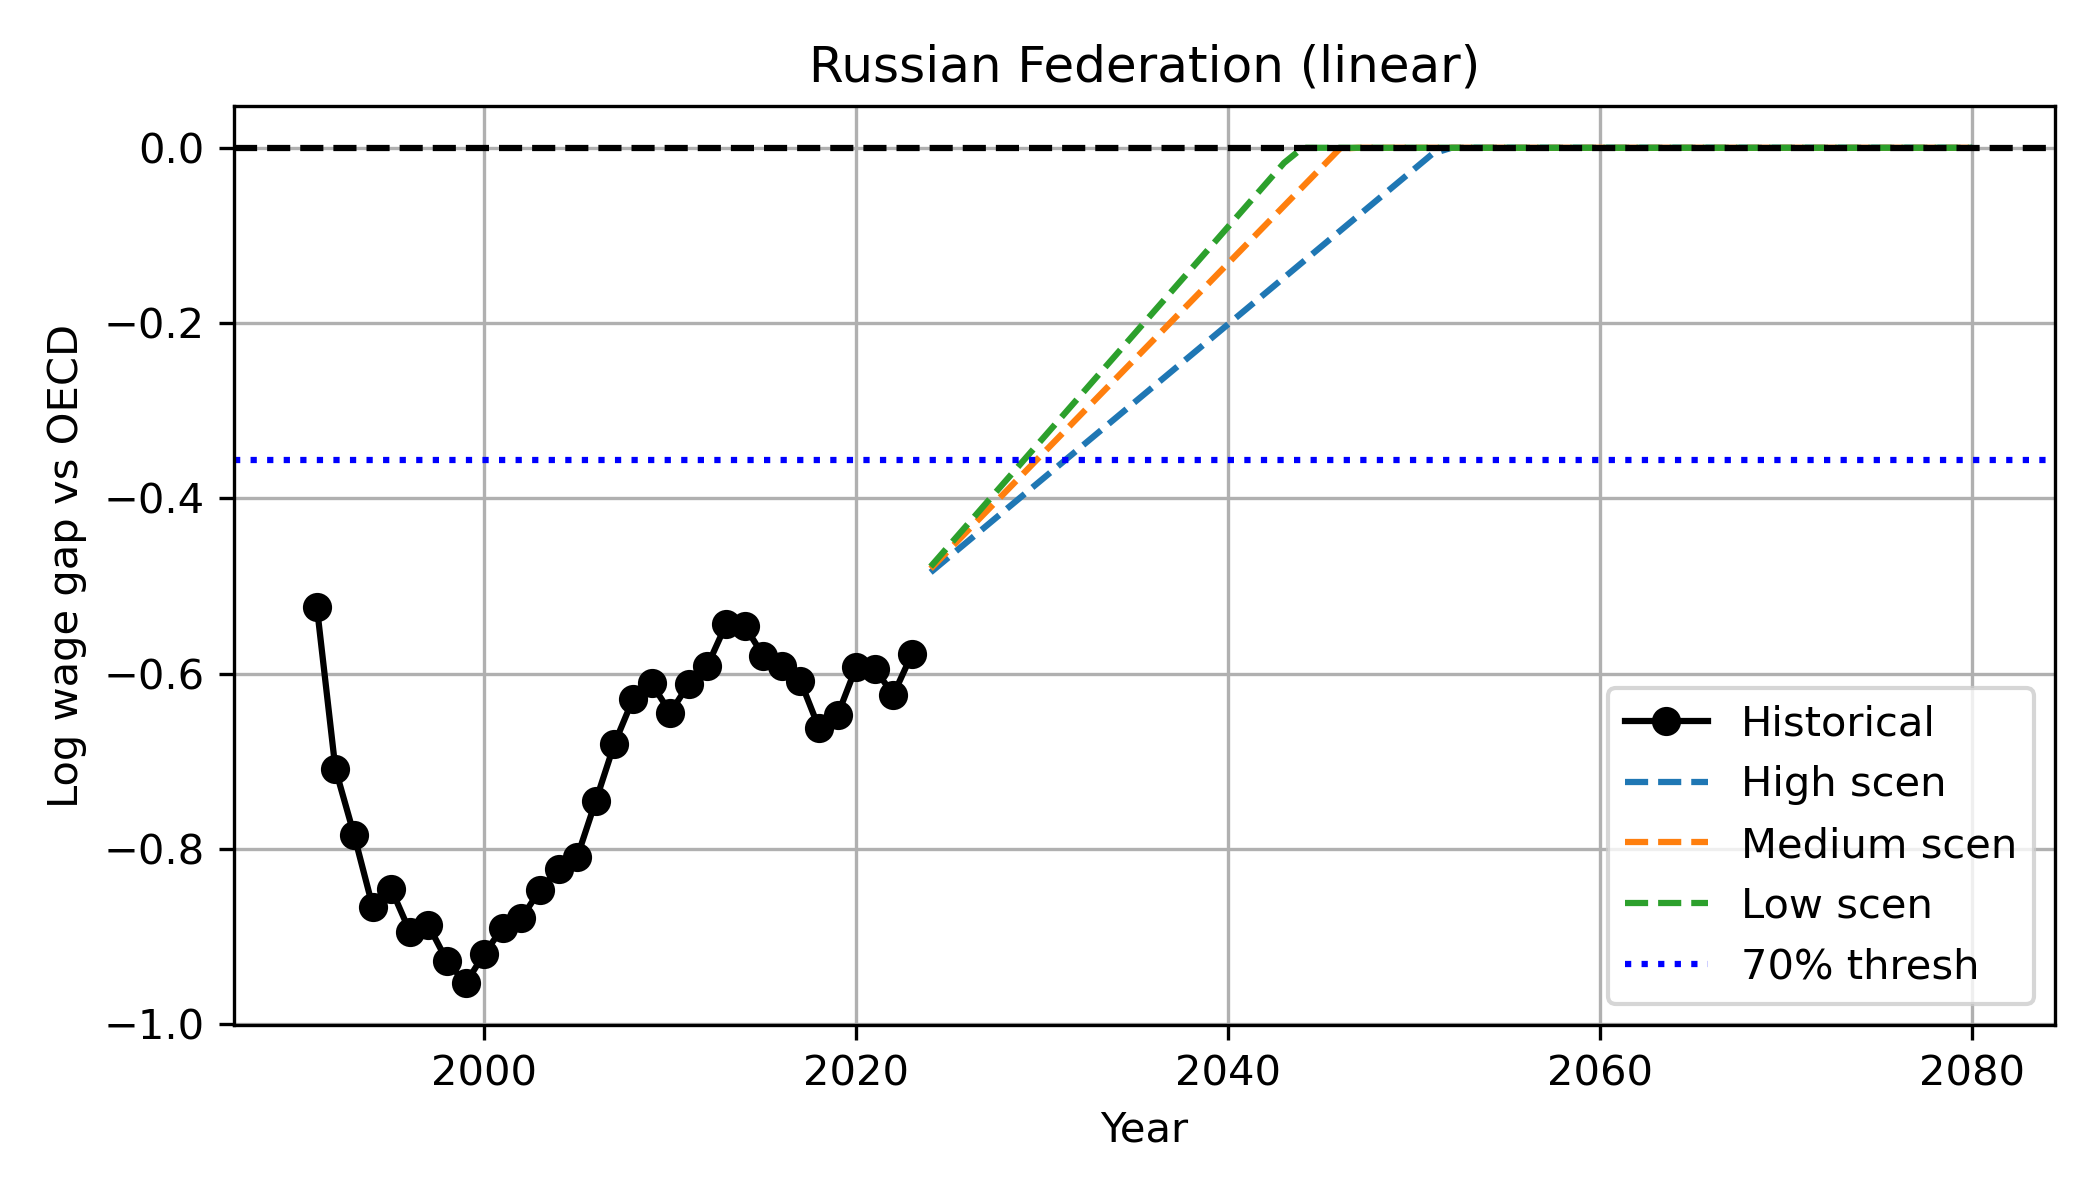 Russian Federation (linear)
Log wage gap vs OECD
0.0
−0.2
−0.4
−0.6
−0.8
−1.0
2000 2020 2040 2060 2080
Year
Historical
High scen
Medium scen
Low scen
70% thresh